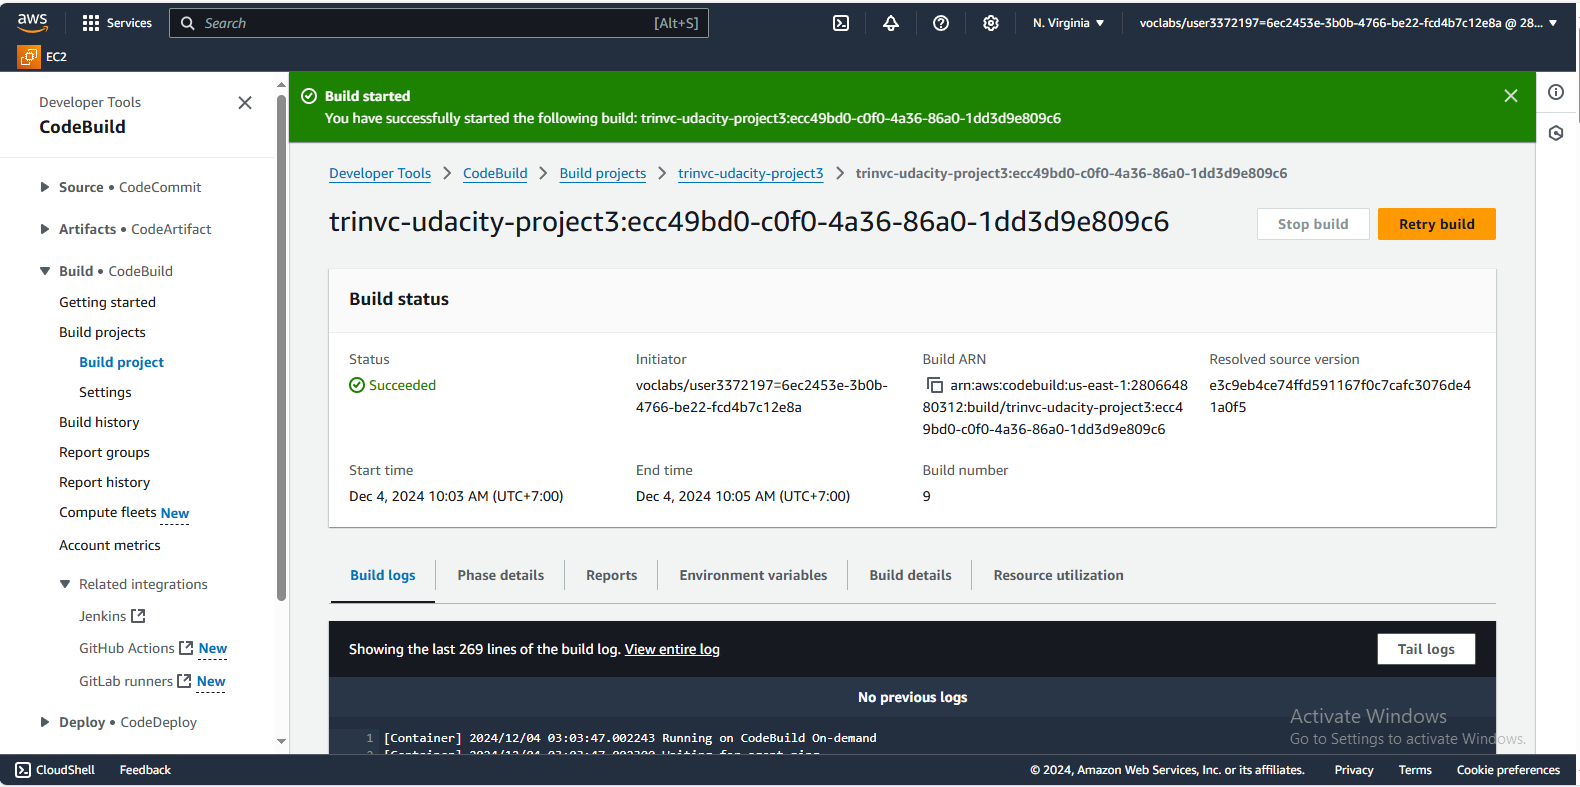 aws
Services
Search
[Alt+S]
N. Virginia
voclabs/user3372197=6ec2453e-3b0b-4766-be22-fcd4b7c12e8a @ 28...
EC2
Developer Tools
CodeBuild
Source • CodeCommit
Artifacts • CodeArtifact
Build • CodeBuild
Getting started
Build projects
Build project
Settings
Build history
Report groups
Report history
Compute fleets New
Account metrics
Related integrations
Jenkins
GitHub Actions New
GitLab runners New
Deploy • CodeDeploy
Build started
You have successfully started the following build: trinvc-udacity-project3:ecc49bd0-c0f0-4a36-86a0-1dd3d9e809c6
Developer Tools > CodeBuild > Build projects > trinvc-udacity-project3 > trinvc-udacity-project3:ecc49bd0-c0f0-4a36-86a0-1dd3d9e809c6
trinvc-udacity-project3:ecc49bd0-c0f0-4a36-86a0-1dd3d9e809c6
Stop build
Retry build
Build status
Status
Succeeded
Initiator
voclabs/user3372197=6ec2453e-3b0b-
4766-be22-fcd4b7c12e8a
Build ARN
arn:aws:codebuild:us-east-1:2806648
80312:build/trinvc-udacity-project3:ecc4
9bd0-c0f0-4a36-86a0-1dd3d9e809c6
Resolved source version
e3c9eb4ce74ffd591167f0c7cafc3076de4
1a0f5
Start time
Dec 4, 2024 10:03 AM (UTC+7:00)
End time
Dec 4, 2024 10:05 AM (UTC+7:00)
Build number
9
Build logs
Phase details
Reports
Environment variables
Build details
Resource utilization
Showing the last 269 lines of the build log. View entire log
Tail logs
No previous logs
1 [Container] 2024/12/04 03:03:47.002243 Running on CodeBuild On-demand
Activate Windows
Go to Settings to activate Windows.
CloudShell
Feedback
© 2024, Amazon Web Services, Inc. or its affiliates.
Privacy
Terms
Cookie preferences